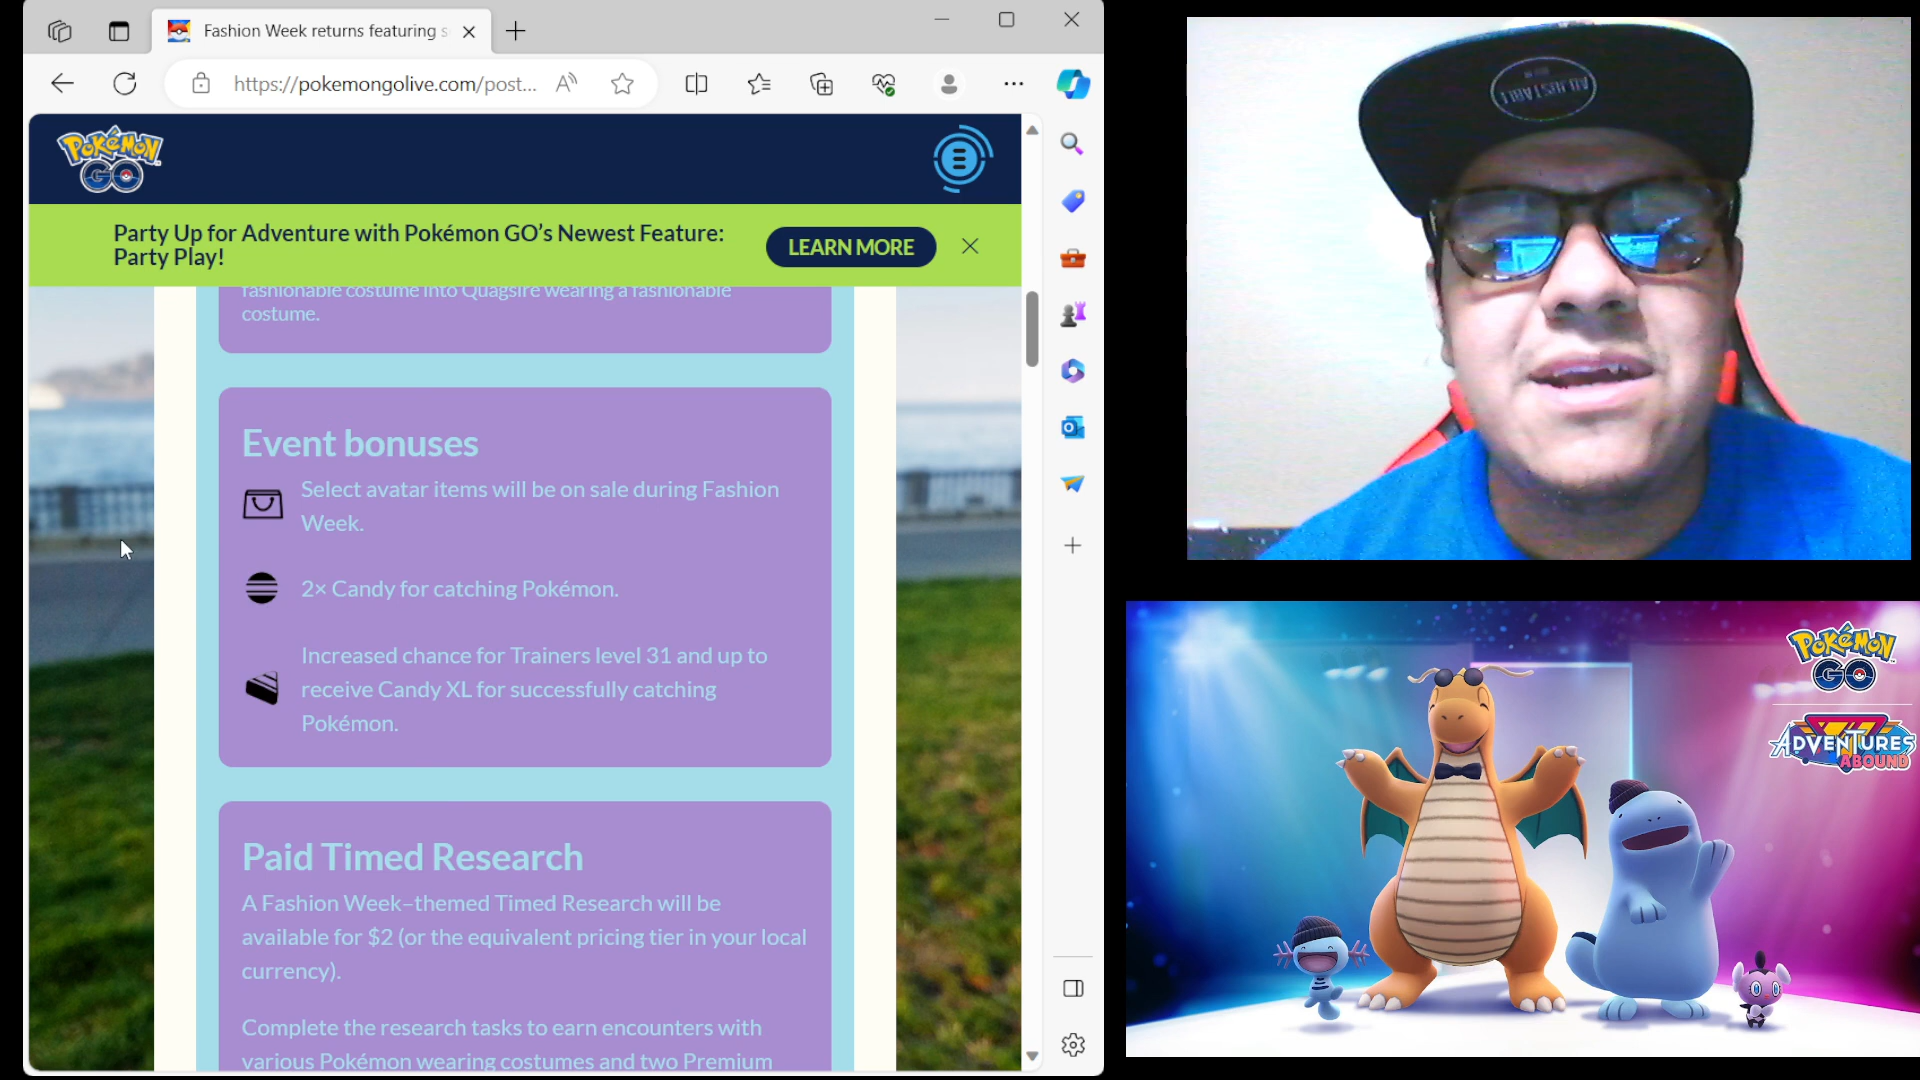 Fashion Week returns featuring s
https://pokemongolive.com/post...
POKÉMON
GO
Party Up for Adventure with Pokémon GO's Newest Feature:
Party Play!
LEARN MORE
fashionable costume into Quagsire wearing a fashionable
costume.
Event bonuses
Select avatar items will be on sale during Fashion
Week.
2× Candy for catching Pokémon.
Increased chance for Trainers level 31 and up to
receive Candy XL for successfully catching
Pokémon.
Paid Timed Research
A Fashion Week–themed Timed Research will be
available for $2 (or the equivalent pricing tier in your local
currency).
Complete the research tasks to earn encounters with
various Pokémon wearing costumes and two Premium
POKÉMON
GO
ADVENTURES
ABOUND